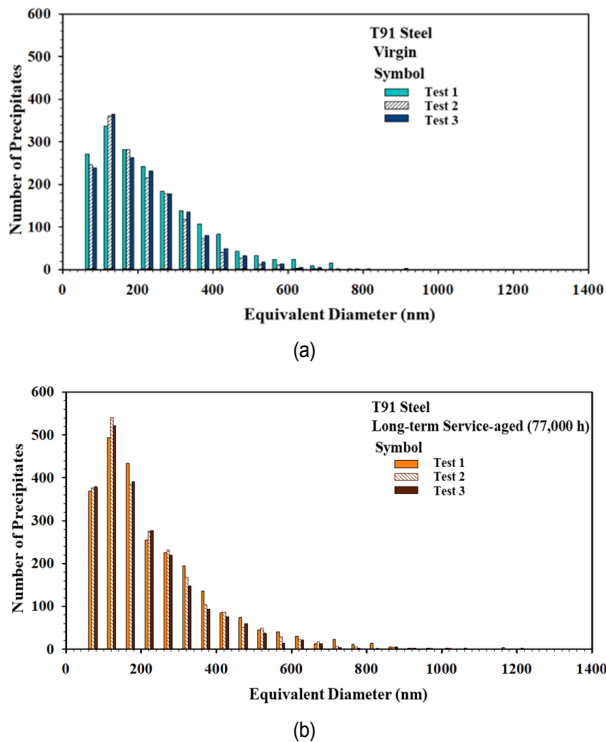 600
T91 Steel
Virgin
500
Symbol
Test 1
400
Test 2
Test 3
300
Number of Precipitates
200
100
0
0 200 400 600 800 1000 1200 1400
Equivalent Diameter (nm)
(a)
600
T91 Steel
Long-term Service-aged (77,000 h)
500
Symbol
Test 1
Test 2
400
Test 3
300
Number of Precipitates
200
100
0
0 200 400 600 800 1000 1200 1400
Equivalent Diameter (nm)
(b)